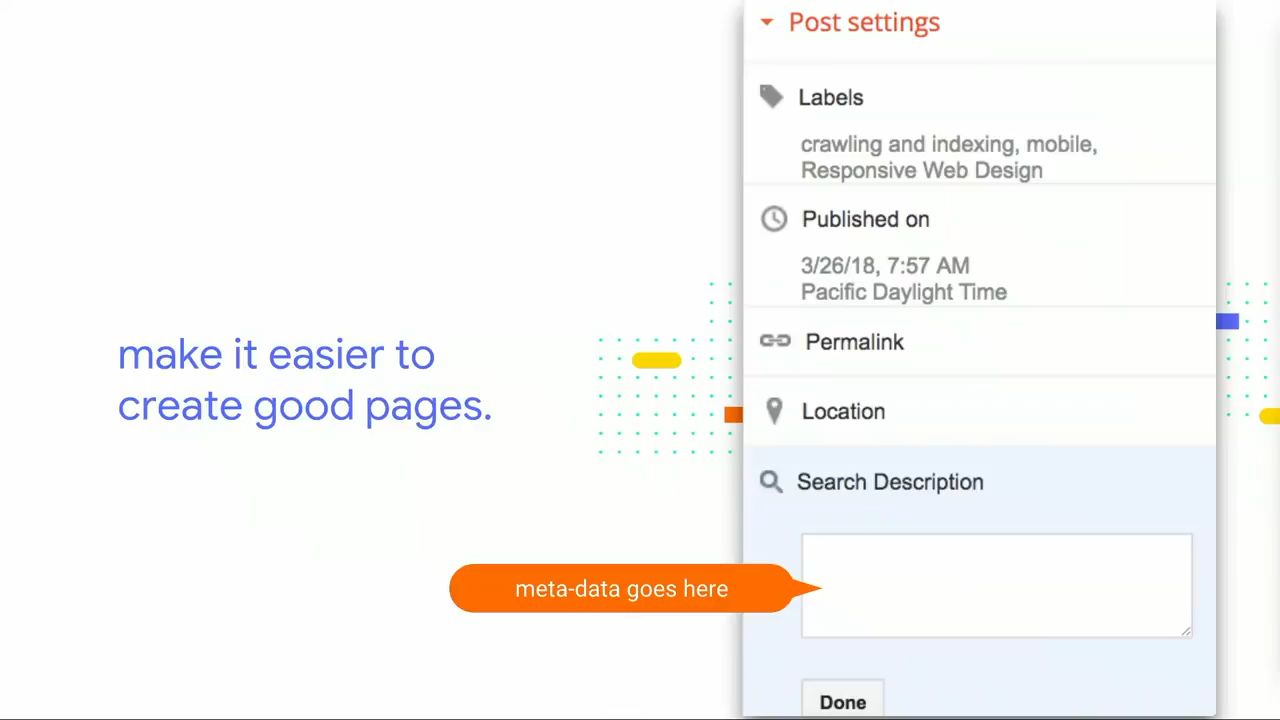 make it easier to
create good pages.
Post settings
Labels
crawling and indexing, mobile,
Responsive Web Design
Published on
3/26/18, 7:57 AM
Pacific Daylight Time
Permalink
Location
Search Description
meta-data goes here
Done